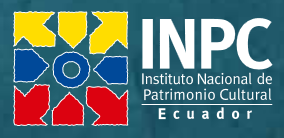 INPC
Instituto Nacional de
Patrimonio Cultural
Ecuador